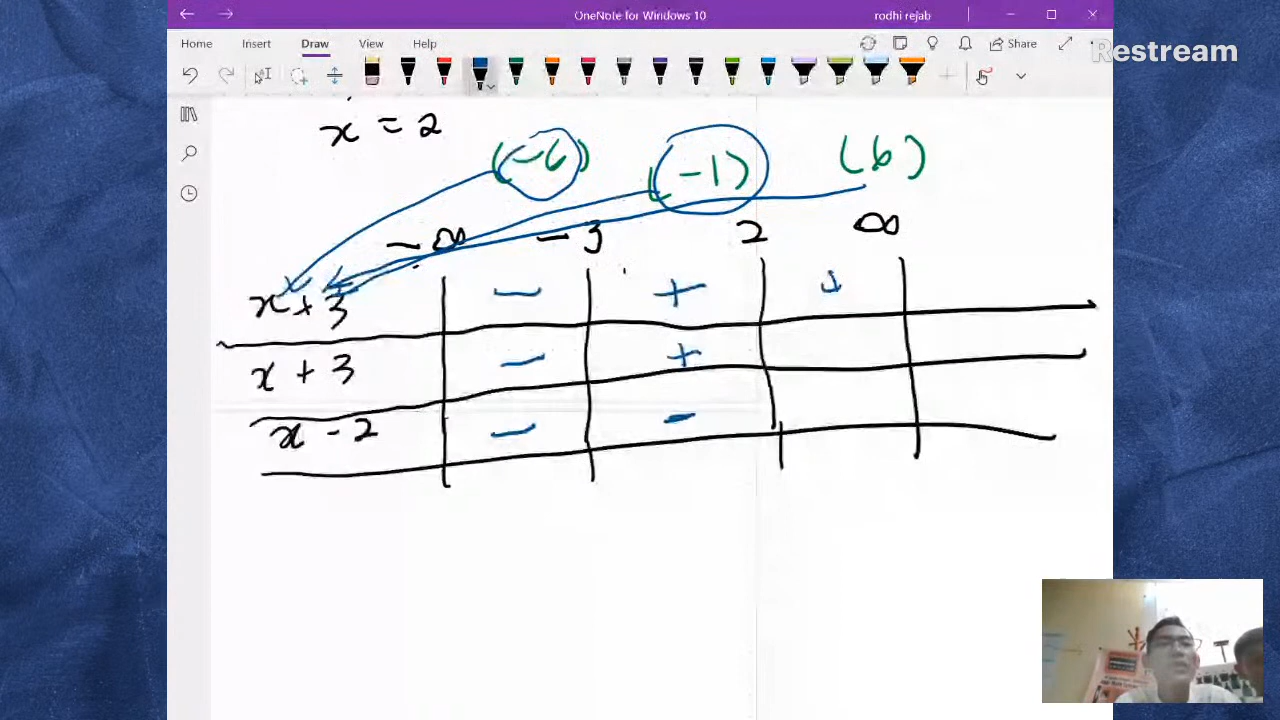 OneNote for Windows 10
rodhi rejab
Home Insert Draw View Help
Share
Restream
x = 2
(-6) (-1) (6)
-∞ -3 2 ∞
x + 3 - + +
x + 3 - +
x - 2 - -